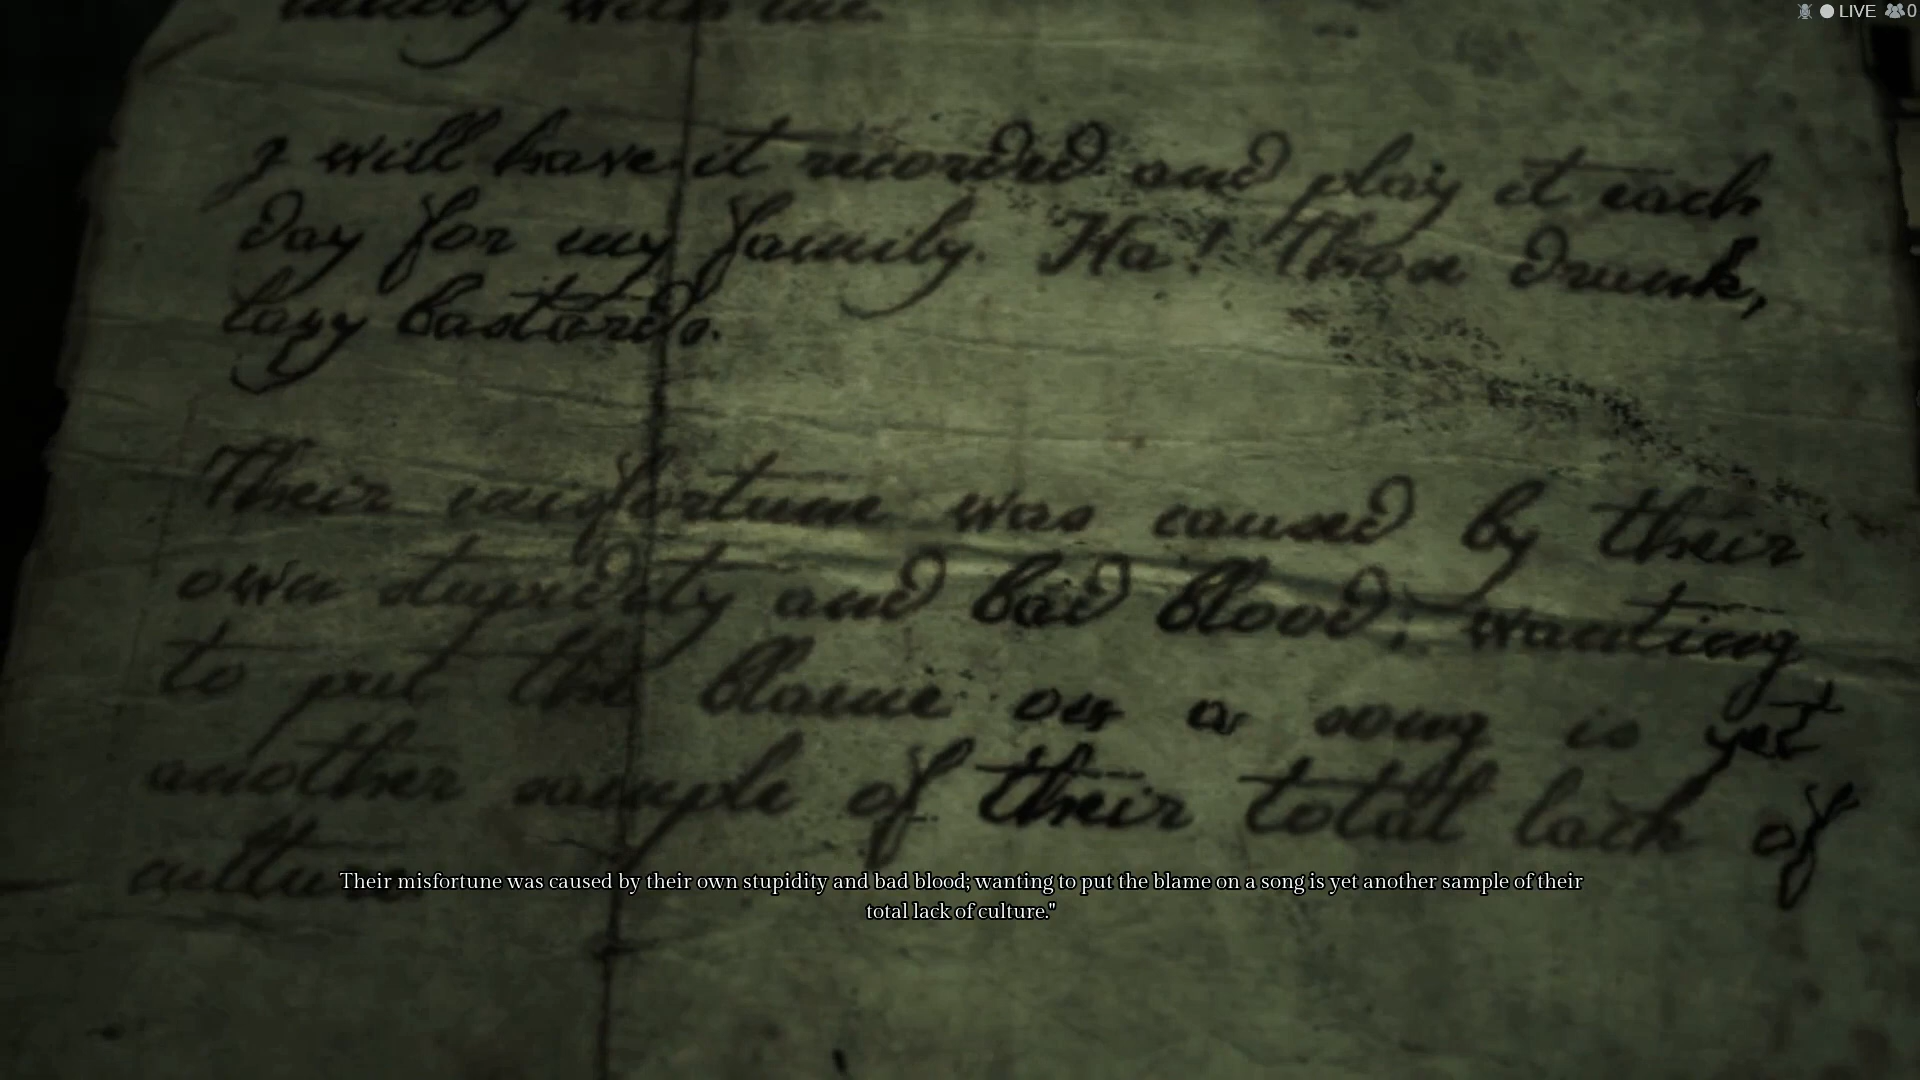 LIVE 0
with me.
I will have it recorded and play it each
day for my family. Ha! Those drunk,
lazy bastards.
Their misfortune was caused by their
own stupidity and bad blood; wanting
to put the blame on a song is yet
another sample of their total lack of
culture.
Their misfortune was caused by their own stupidity and bad blood; wanting to put the blame on a song is yet another sample of their
total lack of culture."